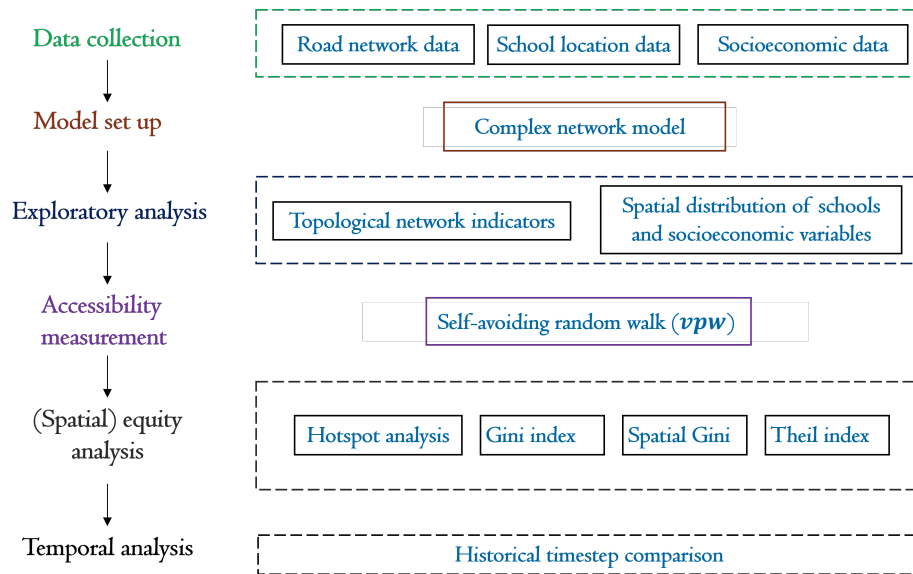 Data collection
Road network data
School location data
Socioeconomic data
Model set up
Complex network model
Exploratory analysis
Topological network indicators
Spatial distribution of schools
and socioeconomic variables
Accessibility
measurement
Self-avoiding random walk (vpw)
(Spatial) equity
analysis
Hotspot analysis
Gini index
Spatial Gini
Theil index
Temporal analysis
Historical timestep comparison